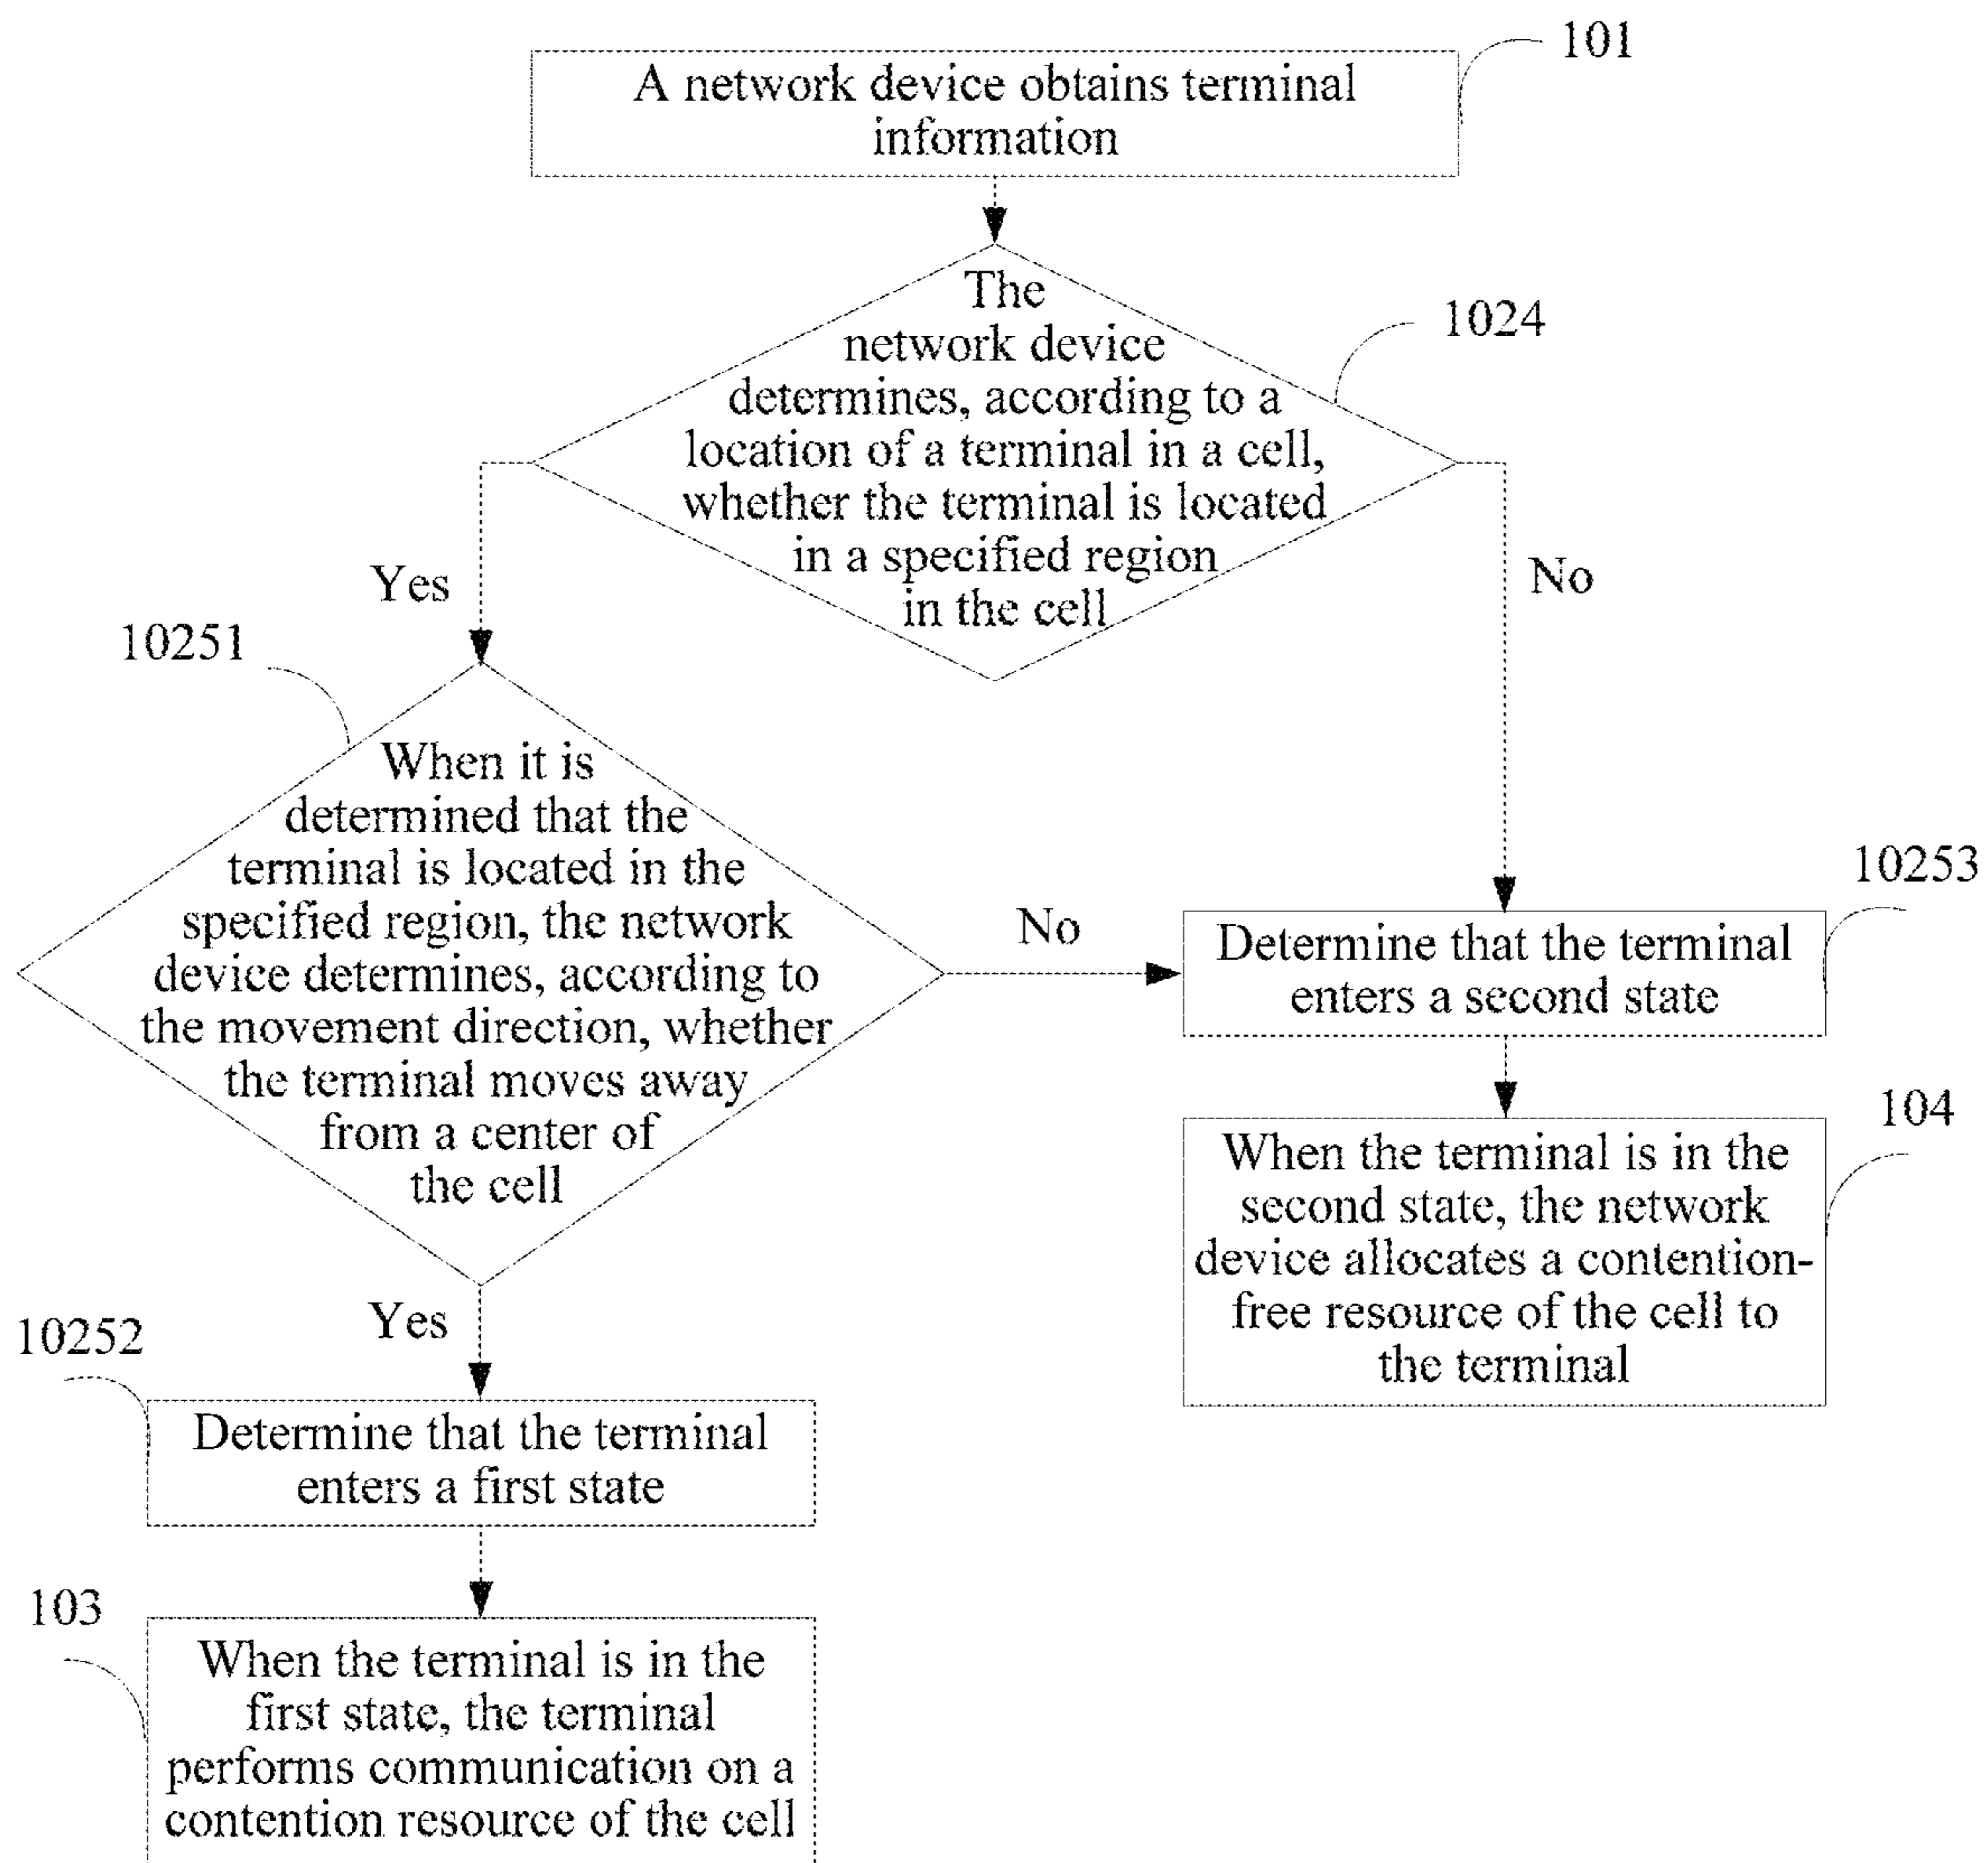 101
A network device obtains terminal
information
The
network device
determines, according to a
location of a terminal in a cell,
whether the terminal is located
in a specified region
in the cell
1024
Yes
No
10251
When it is
determined that the
terminal is located in the
specified region, the network
device determines, according to
the movement direction, whether
the terminal moves away
from a center of
the cell
No
10253
Determine that the terminal
enters a second state
104
When the terminal is in the
second state, the network
device allocates a contention-
free resource of the cell to
the terminal
Yes
10252
Determine that the terminal
enters a first state
103
When the terminal is in the
first state, the terminal
performs communication on a
contention resource of the cell